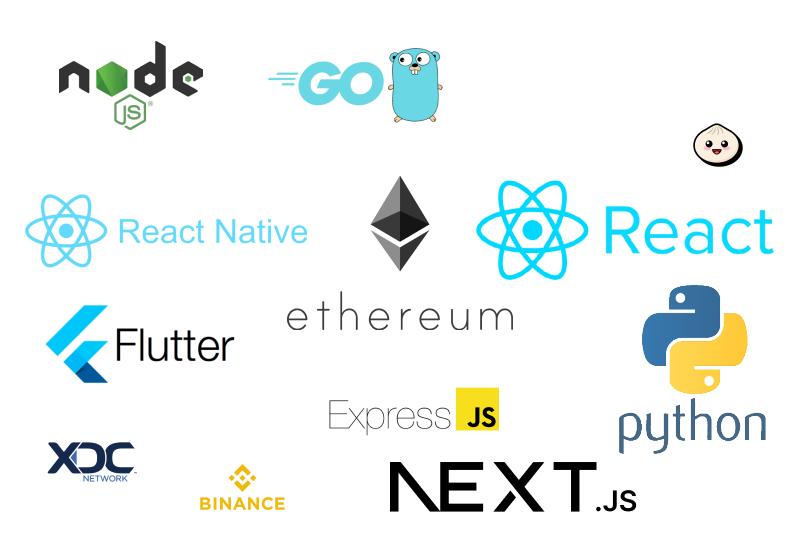 node
JS
GO
React Native
ethereum
React
Flutter
python
Express JS
XDC
NETWORK
BINANCE
NEXT.JS